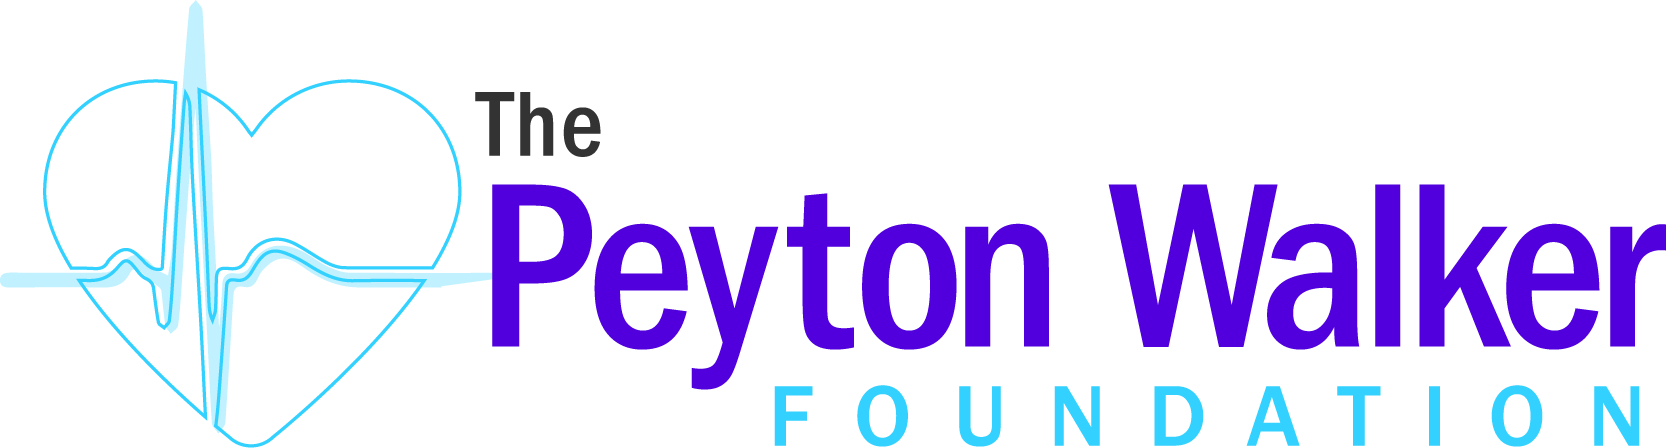 The
Peyton Walker
FOUNDATION